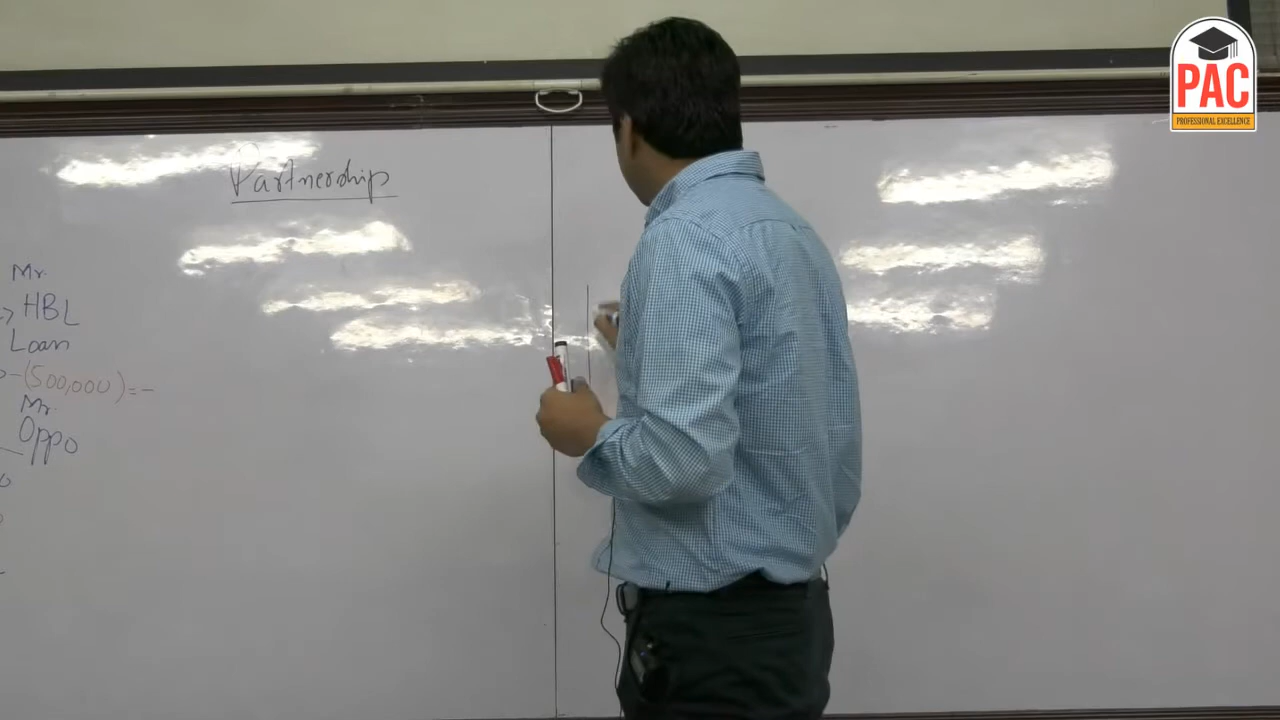 Partnership
Mr.
=> HBL
Loan
-(500,000)=-
Mr.
Oppo
PAC
PROFESSIONAL EXCELLENCE